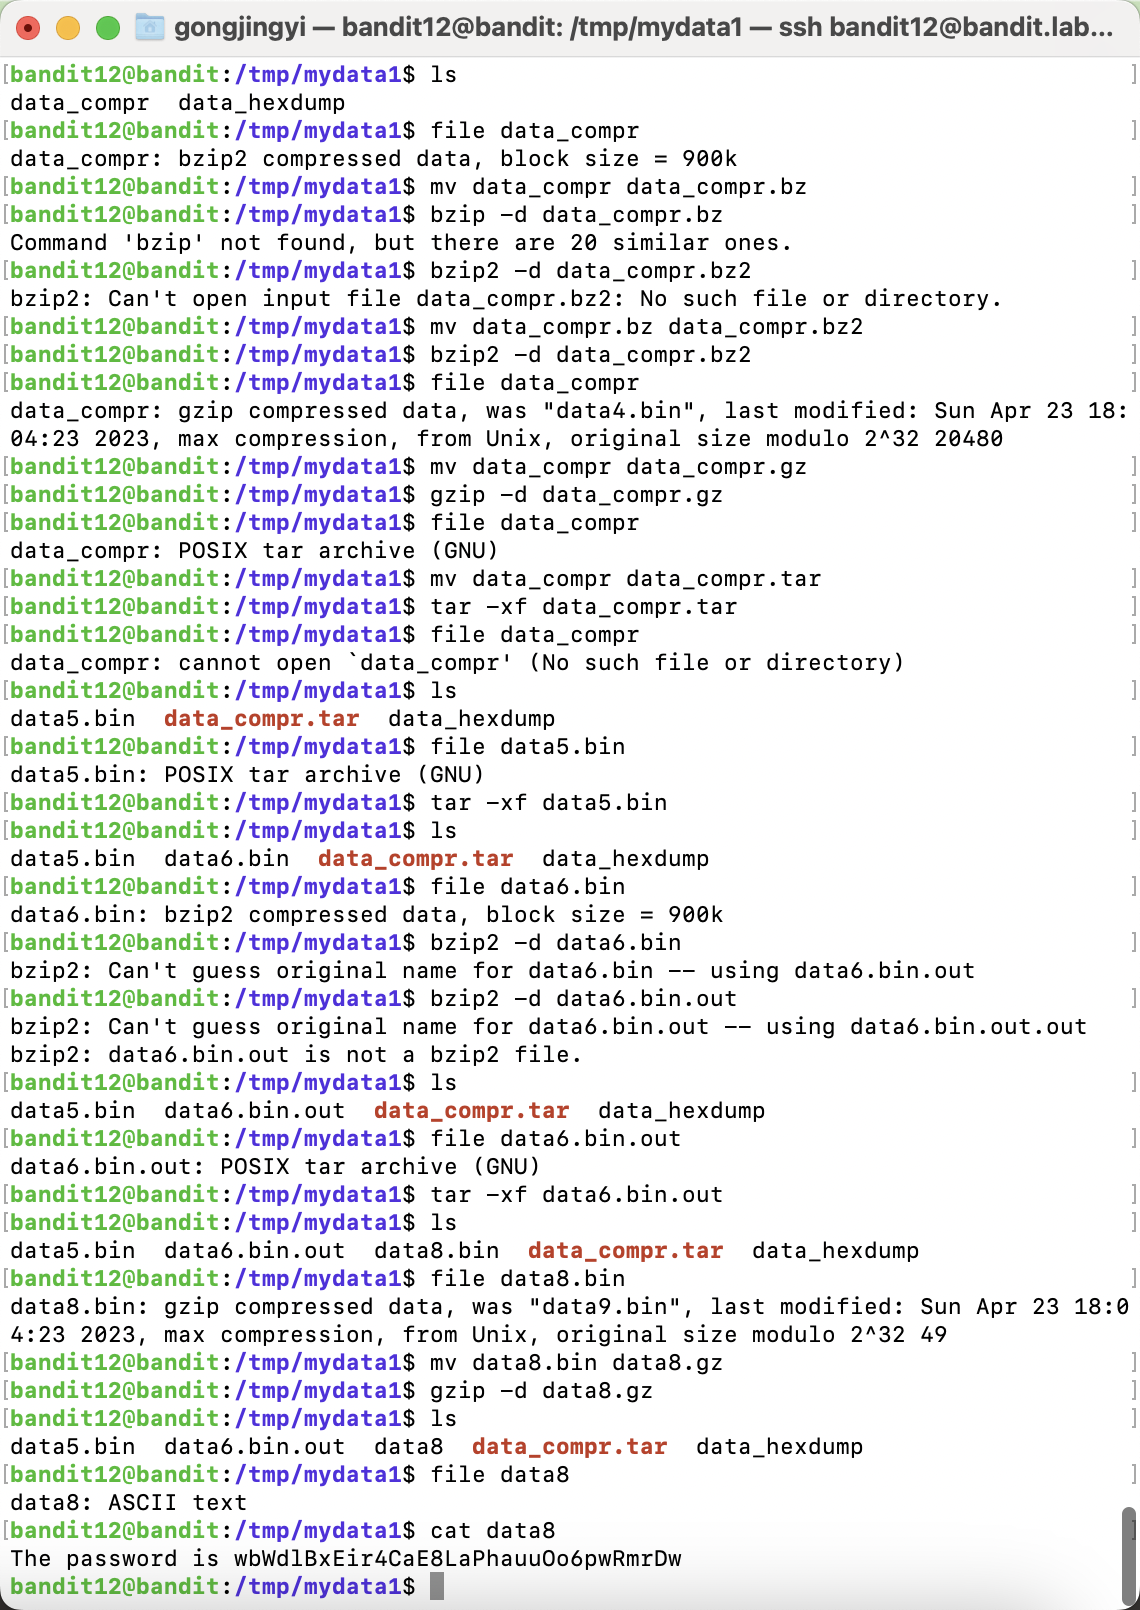 gongjingyi — bandit12@bandit: /tmp/mydata1 — ssh bandit12@bandit.lab...
[bandit12@bandit:/tmp/mydata1$ ls ]
data_compr  data_hexdump
[bandit12@bandit:/tmp/mydata1$ file data_compr ]
data_compr: bzip2 compressed data, block size = 900k
[bandit12@bandit:/tmp/mydata1$ mv data_compr data_compr.bz ]
[bandit12@bandit:/tmp/mydata1$ bzip -d data_compr.bz ]
Command 'bzip' not found, but there are 20 similar ones.
[bandit12@bandit:/tmp/mydata1$ bzip2 -d data_compr.bz2 ]
bzip2: Can't open input file data_compr.bz2: No such file or directory.
[bandit12@bandit:/tmp/mydata1$ mv data_compr.bz data_compr.bz2 ]
[bandit12@bandit:/tmp/mydata1$ bzip2 -d data_compr.bz2 ]
[bandit12@bandit:/tmp/mydata1$ file data_compr ]
data_compr: gzip compressed data, was "data4.bin", last modified: Sun Apr 23 18:
04:23 2023, max compression, from Unix, original size modulo 2^32 20480
[bandit12@bandit:/tmp/mydata1$ mv data_compr data_compr.gz ]
[bandit12@bandit:/tmp/mydata1$ gzip -d data_compr.gz ]
[bandit12@bandit:/tmp/mydata1$ file data_compr ]
data_compr: POSIX tar archive (GNU)
[bandit12@bandit:/tmp/mydata1$ mv data_compr data_compr.tar ]
[bandit12@bandit:/tmp/mydata1$ tar -xf data_compr.tar ]
[bandit12@bandit:/tmp/mydata1$ file data_compr ]
data_compr: cannot open `data_compr' (No such file or directory)
[bandit12@bandit:/tmp/mydata1$ ls ]
data5.bin  data_compr.tar  data_hexdump
[bandit12@bandit:/tmp/mydata1$ file data5.bin ]
data5.bin: POSIX tar archive (GNU)
[bandit12@bandit:/tmp/mydata1$ tar -xf data5.bin ]
[bandit12@bandit:/tmp/mydata1$ ls ]
data5.bin  data6.bin  data_compr.tar  data_hexdump
[bandit12@bandit:/tmp/mydata1$ file data6.bin ]
data6.bin: bzip2 compressed data, block size = 900k
[bandit12@bandit:/tmp/mydata1$ bzip2 -d data6.bin ]
bzip2: Can't guess original name for data6.bin -- using data6.bin.out
[bandit12@bandit:/tmp/mydata1$ bzip2 -d data6.bin.out ]
bzip2: Can't guess original name for data6.bin.out -- using data6.bin.out.out
bzip2: data6.bin.out is not a bzip2 file.
[bandit12@bandit:/tmp/mydata1$ ls ]
data5.bin  data6.bin.out  data_compr.tar  data_hexdump
[bandit12@bandit:/tmp/mydata1$ file data6.bin.out ]
data6.bin.out: POSIX tar archive (GNU)
[bandit12@bandit:/tmp/mydata1$ tar -xf data6.bin.out ]
[bandit12@bandit:/tmp/mydata1$ ls ]
data5.bin  data6.bin.out  data8.bin  data_compr.tar  data_hexdump
[bandit12@bandit:/tmp/mydata1$ file data8.bin ]
data8.bin: gzip compressed data, was "data9.bin", last modified: Sun Apr 23 18:0
4:23 2023, max compression, from Unix, original size modulo 2^32 49
[bandit12@bandit:/tmp/mydata1$ mv data8.bin data8.gz ]
[bandit12@bandit:/tmp/mydata1$ gzip -d data8.gz ]
[bandit12@bandit:/tmp/mydata1$ ls ]
data5.bin  data6.bin.out  data8  data_compr.tar  data_hexdump
[bandit12@bandit:/tmp/mydata1$ file data8 ]
data8: ASCII text
[bandit12@bandit:/tmp/mydata1$ cat data8 ]
The password is wbWdlBxEir4CaE8LaPhauuOo6pwRmrDw
bandit12@bandit:/tmp/mydata1$